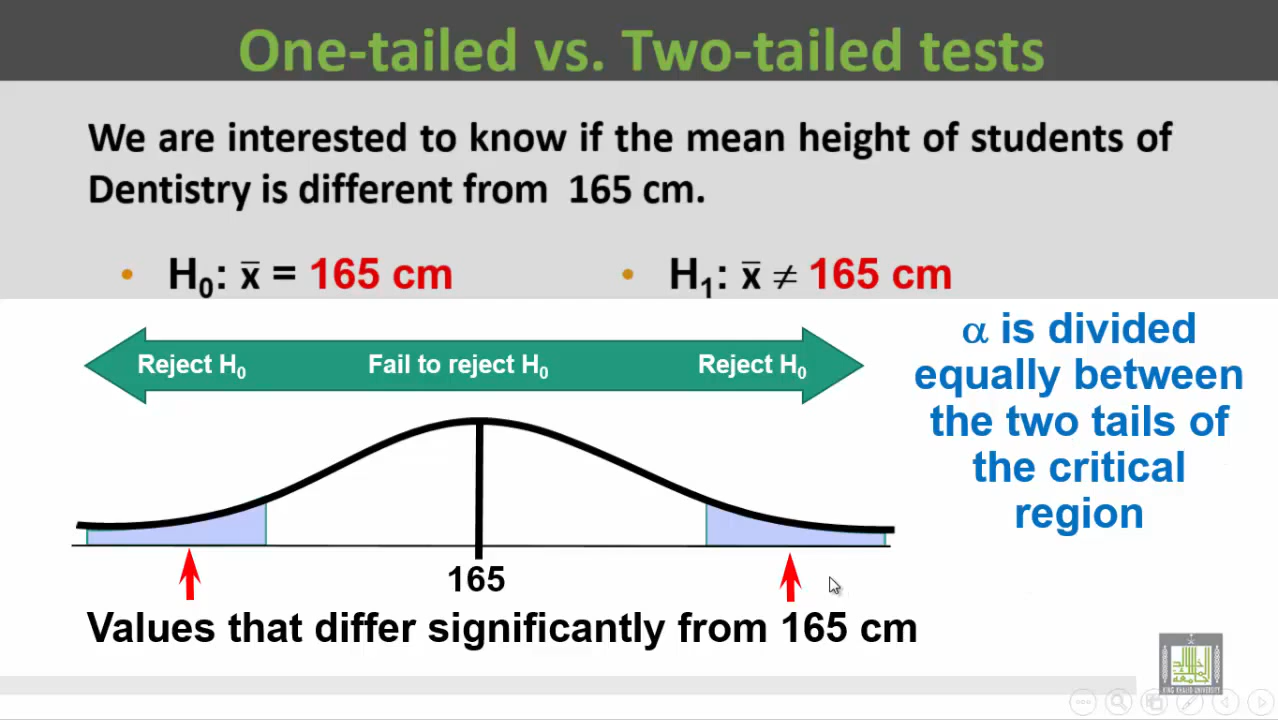 One-tailed vs. Two-tailed tests
We are interested to know if the mean height of students of
Dentistry is different from 165 cm.
• H₀: x̅ = 165 cm
• H₁: x̅ ≠ 165 cm
α is divided
equally between
the two tails of
the critical
region
Reject H₀
Fail to reject H₀
Reject H₀
165
Values that differ significantly from 165 cm
KING KHALID UNIVERSITY